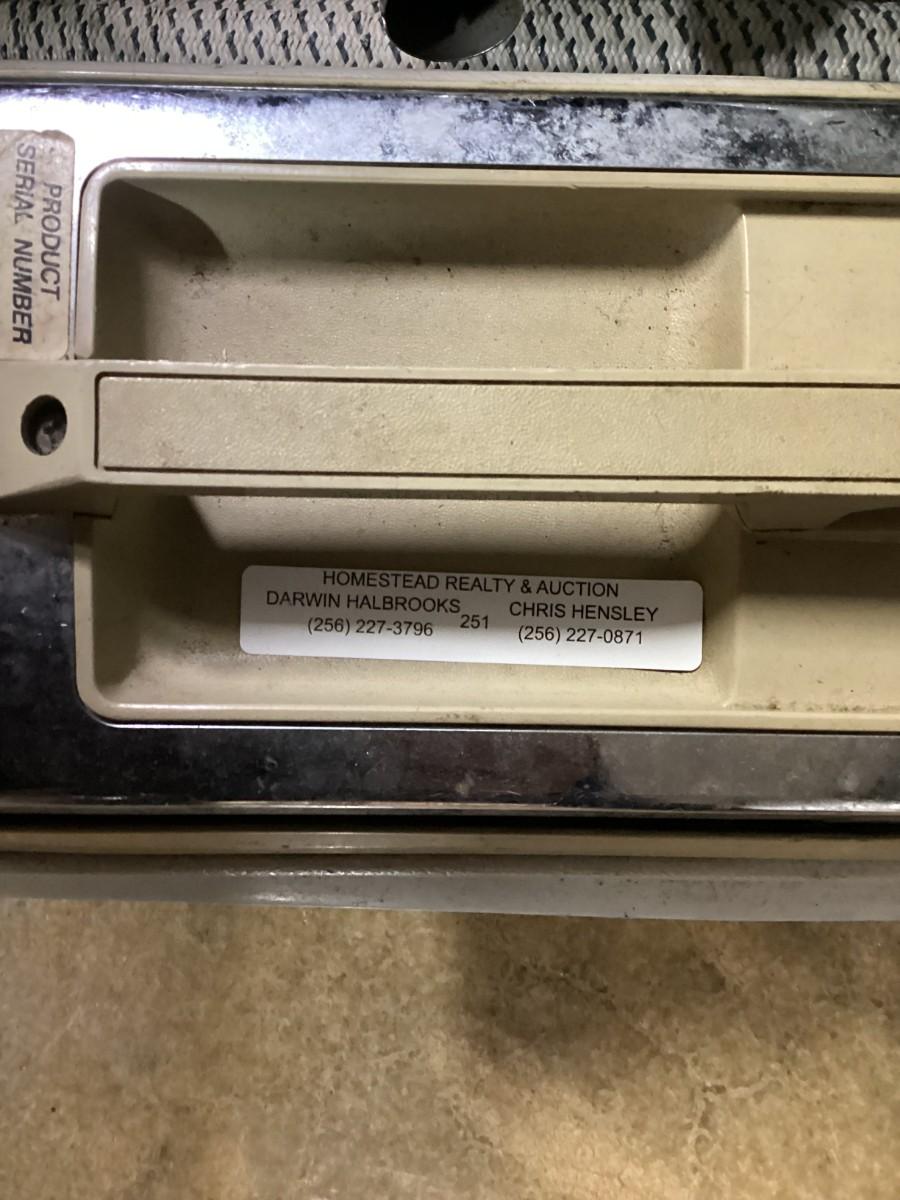 PRODUCT
SERIAL NUMBER
HOMESTEAD REALTY & AUCTION
DARWIN HALBROOKS 251 CHRIS HENSLEY
(256) 227-3796 (256) 227-0871